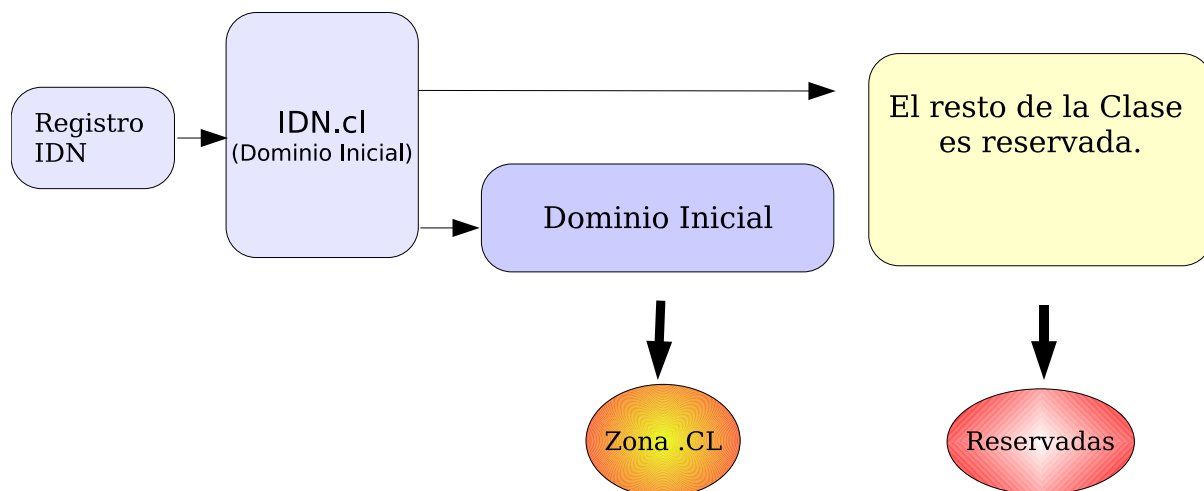 Registro
IDN
IDN.cl
(Dominio Inicial)
El resto de la Clase
es reservada.
Dominio Inicial
Zona .CL
Reservadas